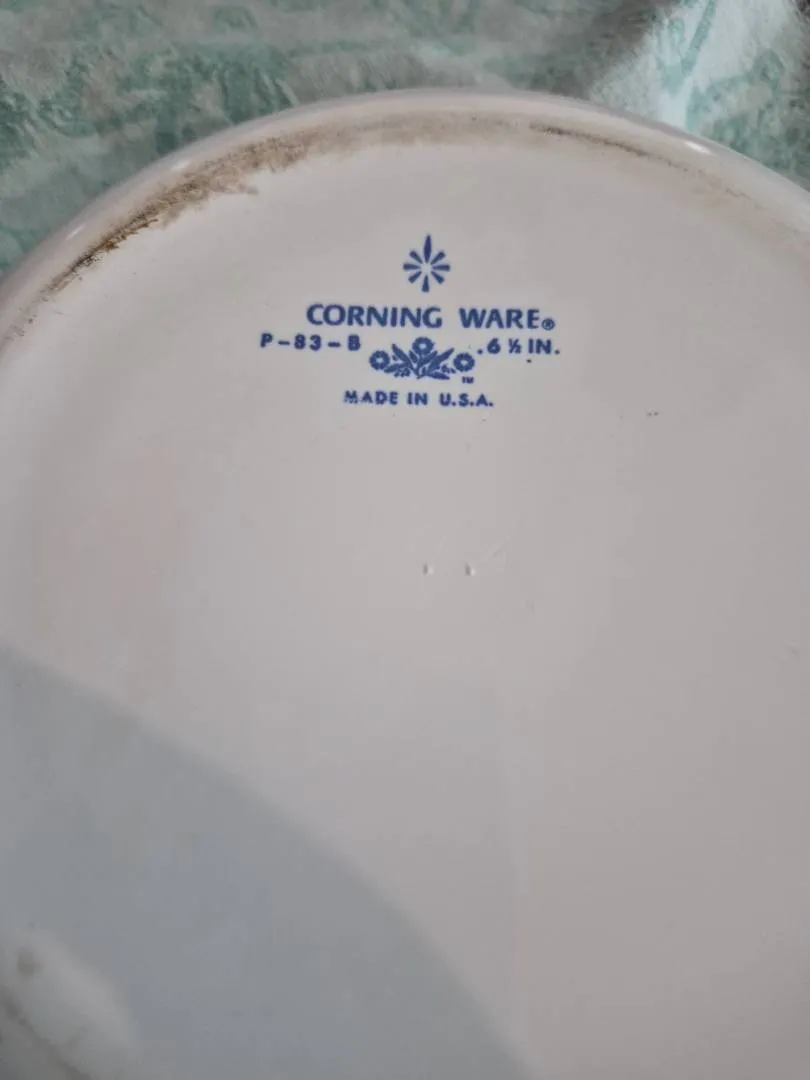 CORNING WARE®
P-83-B .6 ½ IN.
TM
MADE IN U.S.A.